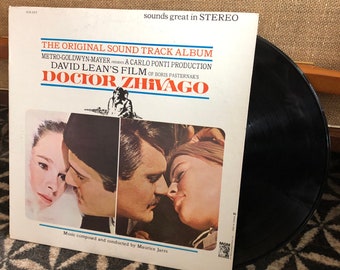 sounds great in STEREO
THE ORIGINAL SOUND TRACK ALBUM
METRO-GOLDWYN-MAYER PRESENTS A CARLO PONTI PRODUCTION
DAVID LEAN'S FILM OF BORIS PASTERNAK'S
DOCTOR ZHiVAGO
Music composed and conducted by Maurice Jarre